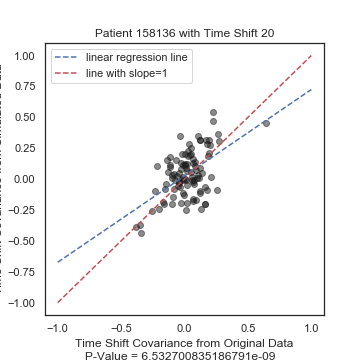 Patient 158136 with Time Shift 20
linear regression line
line with slope=1
1.00
0.75
0.50
0.25
0.00
−0.25
−0.50
−0.75
−1.00
−1.0
−0.5
0.0
0.5
1.0
Time Shift Covariance from Original Data
P-Value = 6.532700835186791e-09